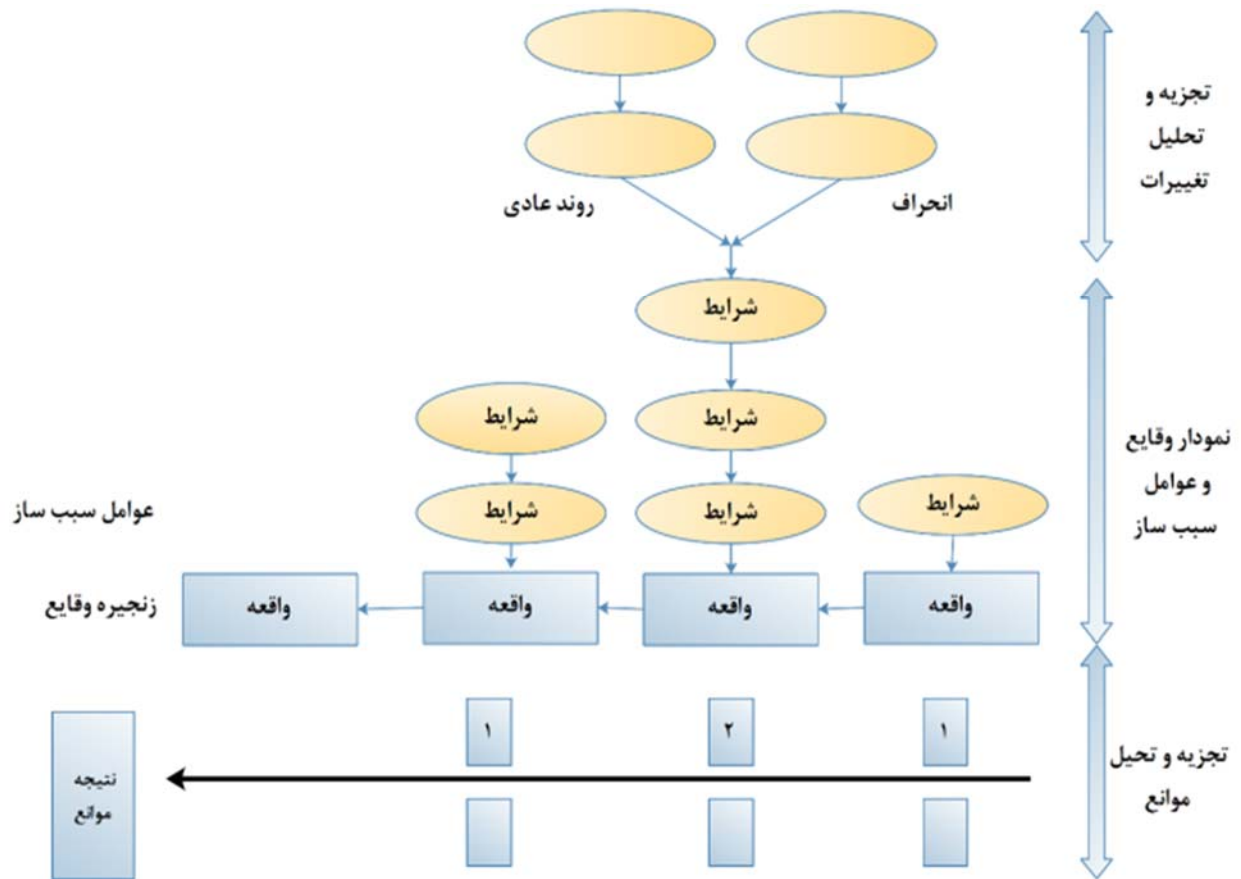 تجزیه و
تحلیل
تغییرات
انحراف
روند عادی
شرایط
شرایط
شرایط
شرایط
شرایط
شرایط
نمودار وقایع
و عوامل
سبب ساز
عوامل سبب ساز
واقعه
واقعه
واقعه
واقعه
زنجیره وقایع
۱
۲
۱
تجزیه و تحیل
موانع
نتیجه
موانع